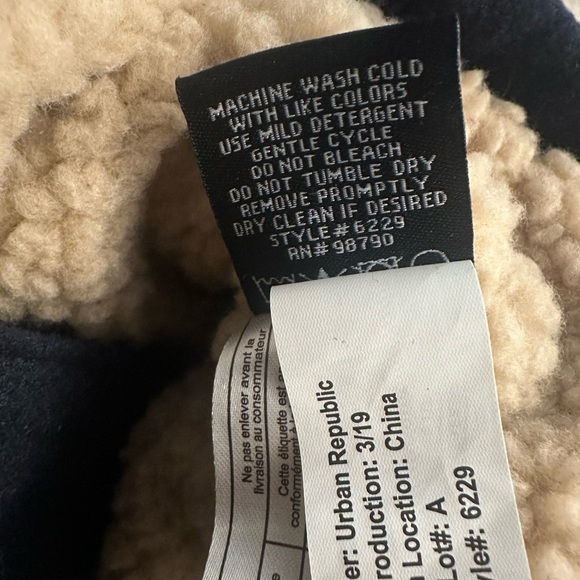 MACHINE WASH COLD
WITH LIKE COLORS
USE MILD DETERGENT
GENTLE CYCLE
DO NOT BLEACH
DO NOT TUMBLE DRY
REMOVE PROMPTLY
DRY CLEAN IF DESIRED
STYLE#6229
RN#98790
Ne pas enlever avant la
livraison au consommateur
Cette étiquette est
conformément à
er: Urban Republic
roduction: 3/19
n Location: China
Lot#: A
yle#: 6229